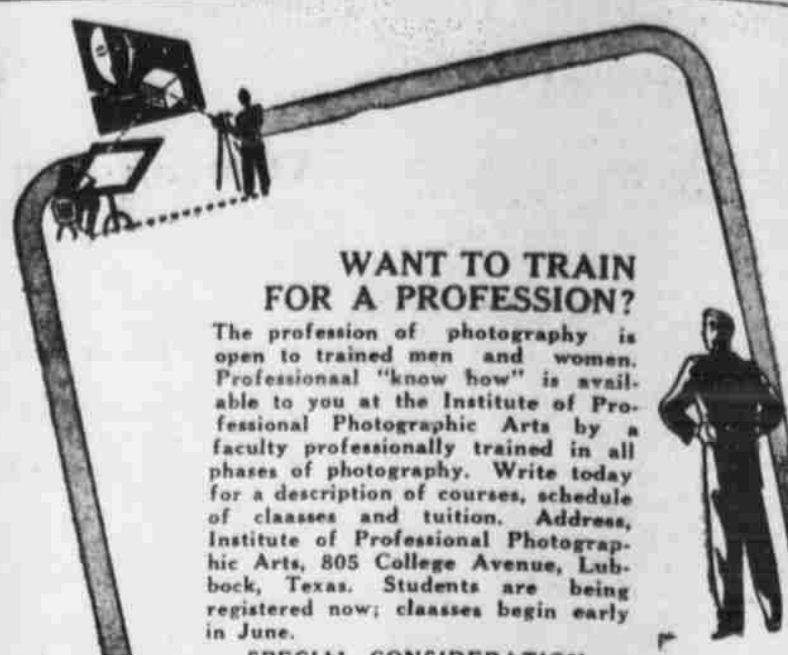 WANT TO TRAIN
FOR A PROFESSION?
The profession of photography is
open to trained men and women.
Professionaal "know how" is avail-
able to you at the Institute of Pro-
fessional Photographic Arts by a
faculty professionally trained in all
phases of photography. Write today
for a description of courses, schedule
of claasses and tuition. Address,
Institute of Professional Photograp-
hic Arts, 805 College Avenue, Lub-
bock, Texas. Students are being
registered now; claasses begin early
in June.
SPECIAL CONSIDERATION